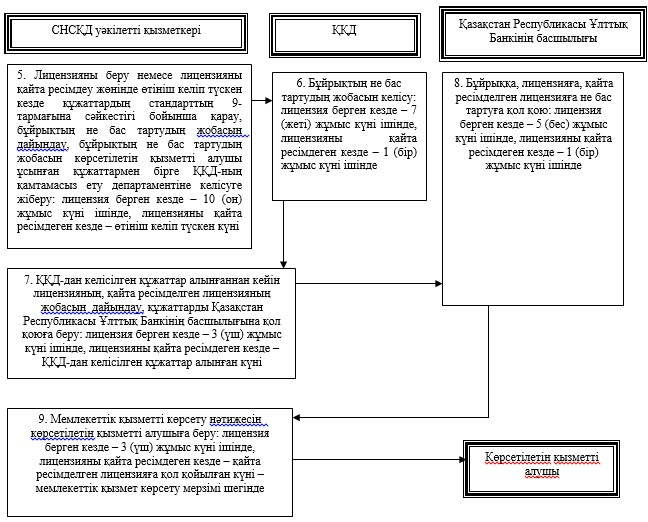 СНСҚД уәкілетті қызметкері
ҚҚД
Қазақстан Республикасы Ұлттық
Банкінің басшылығы
5. Лицензияны беру немесе лицензияны
қайта ресімдеу жөнінде өтініш келіп түскен
кезде құжаттардың стандарттың 9-
тармағына сәйкестігі бойынша қарау,
бұйрықтың не бас тартудың жобасын
дайындау, бұйрықтың не бас тартудың
жобасын көрсетілетін қызметті алушы
ұсынған құжаттармен бірге ҚҚД-ның
қамтамасыз ету департаментіне келісуге
жіберу: лицензия берген кезде – 10 (он)
жұмыс күні ішінде, лицензияны қайта
ресімдеген кезде – өтініш келіп түскен күні
6. Бұйрықтың не бас
тартудың жобасын келісу:
лицензия берген кезде – 7
(жеті) жұмыс күні ішінде,
лицензияны қайта
ресімдеген кезде – 1 (бір)
жұмыс күні ішінде
8. Бұйрыққа, лицензияға, қайта
ресімделген лицензияға не бас
тартуға қол қою: лицензия
берген кезде – 5 (бес) жұмыс
күні ішінде, лицензияны қайта
ресімдеген кезде – 1 (бір)
жұмыс күні ішінде
7. ҚҚД-дан келісілген құжаттар алынғаннан кейін
лицензияның, қайта ресімделген лицензияның
жобасын дайындау, құжаттарды Қазақстан
Республикасы Ұлттық Банкінің басшылығына қол
қоюға беру: лицензия берген кезде – 3 (үш) жұмыс
күні ішінде, лицензияны қайта ресімдеген кезде –
ҚҚД-дан келісілген құжаттар алынған күні
9. Мемлекеттік қызметті көрсету нәтижесін
көрсетілетін қызметті алушыға беру: лицензия
берген кезде – 3 (үш) жұмыс күні ішінде,
лицензияны қайта ресімдеген кезде – қайта
ресімделген лицензияға қол қойылған күні –
мемлекеттік қызмет көрсету мерзімі шегінде
Көрсетілетін қызметті
алушы